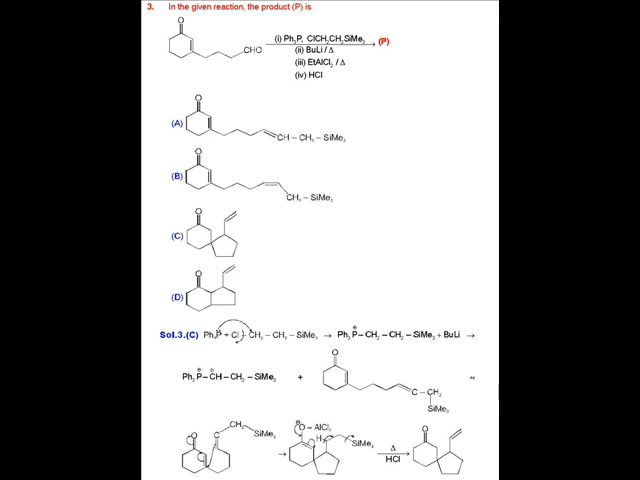 3. In the given reaction, the product (P) is
O
CHO
(i) Ph₃P, ClCH₂CH₂SiMe₃
(P)
(ii) BuLi / Δ
(iii) EtAlCl₂ / Δ
(iv) HCl
O
(A)
CH – CH₂ – SiMe₃
O
(B)
CH₂ – SiMe₃
O
(C)
O
(D)
Sol.3.(C) Ph₃P + Cl – CH₂ – CH₂ – SiMe₃ → Ph₃P⊕ – CH₂ – CH₂ – SiMe₃ + BuLi →
Ph₃P⊕ – CH⊖ – CH₂ – SiMe₃ +
O
C – CH₂
SiMe₃
≈
O
C
CH₂
SiMe₃
→
⊖O – AlCl₂
H
SiMe₃
Δ
HCl
O